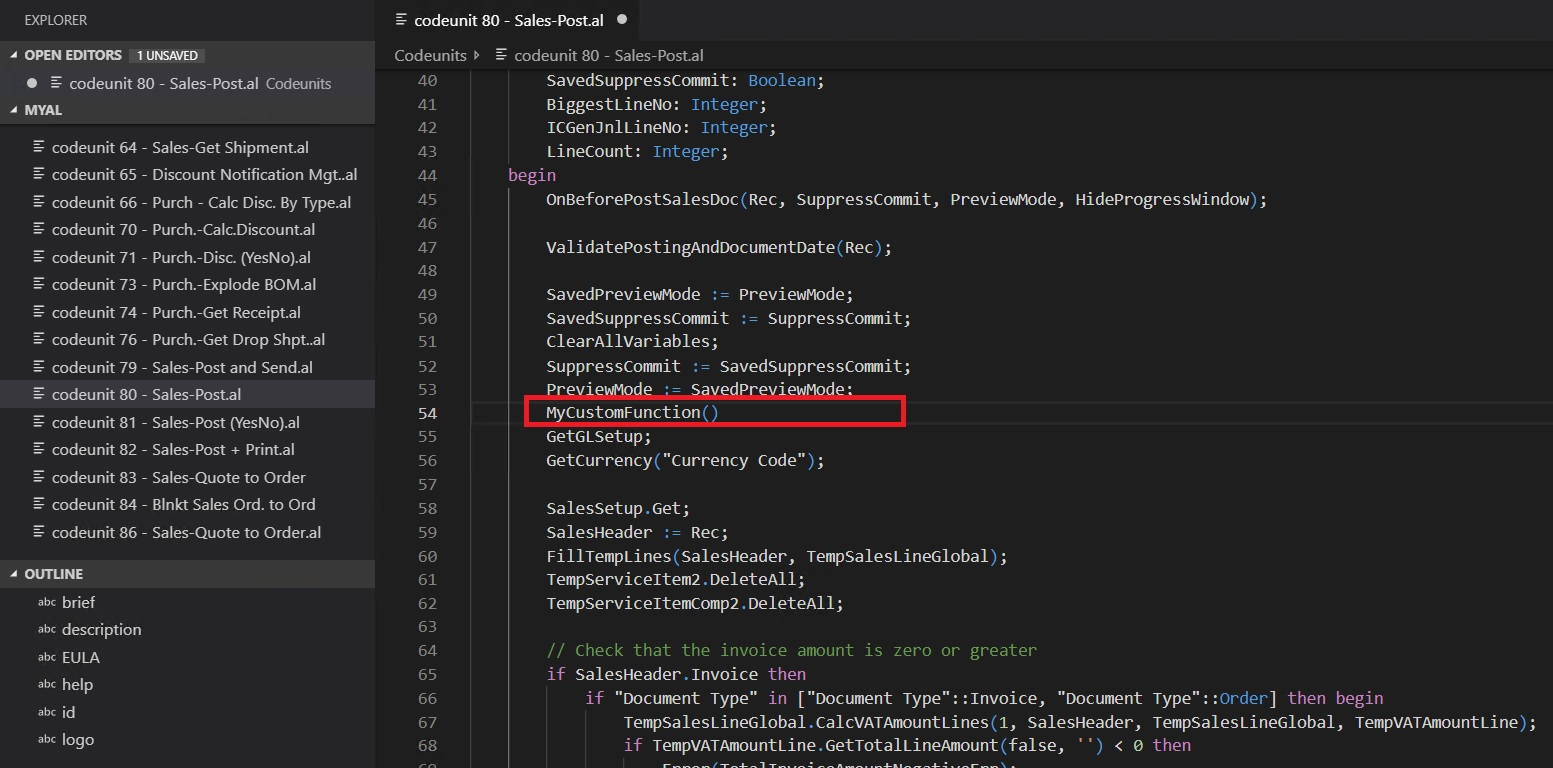 EXPLORER
OPEN EDITORS 1 UNSAVED
codeunit 80 - Sales-Post.al Codeunits
MYAL
codeunit 64 - Sales-Get Shipment.al
codeunit 65 - Discount Notification Mgt..al
codeunit 66 - Purch - Calc Disc. By Type.al
codeunit 70 - Purch.-Calc.Discount.al
codeunit 71 - Purch.-Disc. (YesNo).al
codeunit 73 - Purch.-Explode BOM.al
codeunit 74 - Purch.-Get Receipt.al
codeunit 76 - Purch.-Get Drop Shpt..al
codeunit 79 - Sales-Post and Send.al
codeunit 80 - Sales-Post.al
codeunit 81 - Sales-Post (YesNo).al
codeunit 82 - Sales-Post + Print.al
codeunit 83 - Sales-Quote to Order
codeunit 84 - Blnkt Sales Ord. to Ord
codeunit 86 - Sales-Quote to Order.al
OUTLINE
abc brief
abc description
abc EULA
abc help
abc id
abc logo
codeunit 80 - Sales-Post.al
Codeunits codeunit 80 - Sales-Post.al
40 SavedSuppressCommit: Boolean;
41 BiggestLineNo: Integer;
42 ICGenJnlLineNo: Integer;
43 LineCount: Integer;
44 begin
45 OnBeforePostSalesDoc(Rec, SuppressCommit, PreviewMode, HideProgressWindow);
46
47 ValidatePostingAndDocumentDate(Rec);
48
49 SavedPreviewMode := PreviewMode;
50 SavedSuppressCommit := SuppressCommit;
51 ClearAllVariables;
52 SuppressCommit := SavedSuppressCommit;
53 PreviewMode := SavedPreviewMode;
54 MyCustomFunction()
55 GetGLSetup;
56 GetCurrency("Currency Code");
57
58 SalesSetup.Get;
59 SalesHeader := Rec;
60 FillTempLines(SalesHeader, TempSalesLineGlobal);
61 TempServiceItem2.DeleteAll;
62 TempServiceItemComp2.DeleteAll;
63
64 // Check that the invoice amount is zero or greater
65 if SalesHeader.Invoice then
66 if "Document Type" in ["Document Type"::Invoice, "Document Type"::Order] then begin
67 TempSalesLineGlobal.CalcVATAmountLines(1, SalesHeader, TempSalesLineGlobal, TempVATAmountLine);
68 if TempVATAmountLine.GetTotalLineAmount(false, '') < 0 then
69 Error(TotalInvoiceAmountNegativeErr);